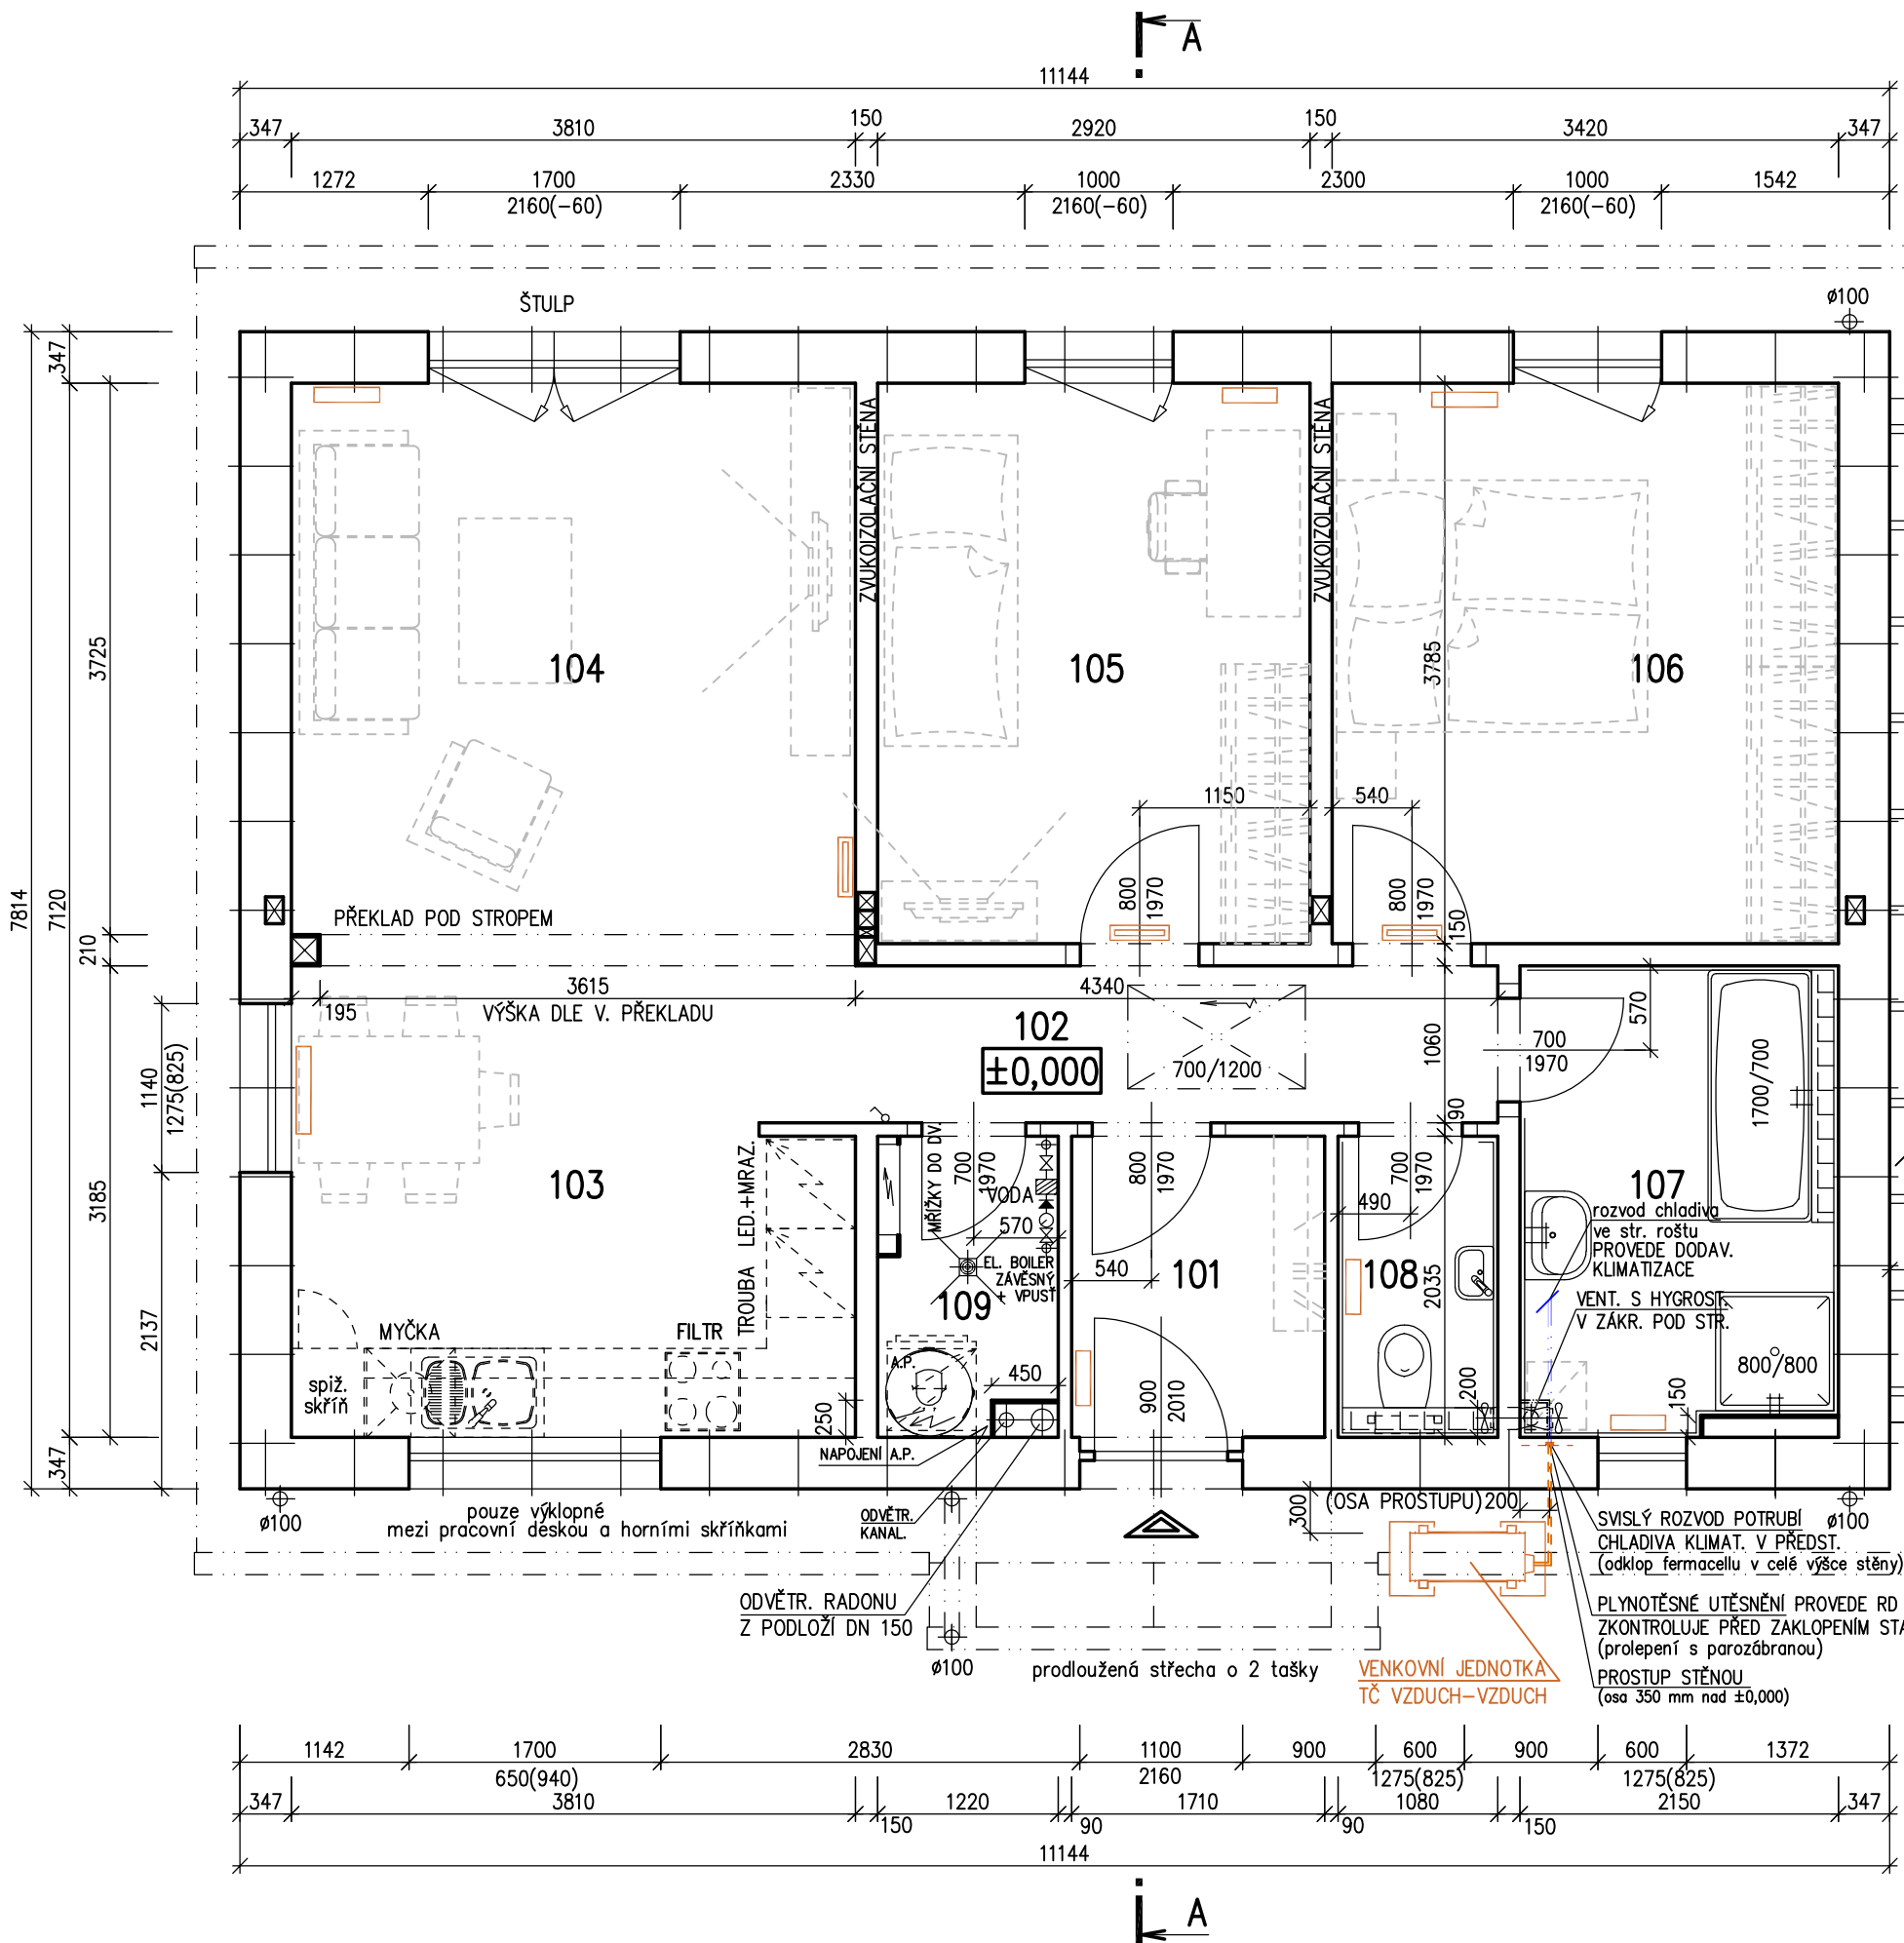 A
11144
347 3810 150 2920 150 3420 347
1272 1700 2330 1000 2300 1000 1542
2160(-60) 2160(-60) 2160(-60)
ŠTULP
ø100
347
ZVUKOIZOLAČNÍ STĚNA
ZVUKOIZOLAČNÍ STĚNA
7814
7120
3725
104
105
106
3785
1150
540
800
1970
800
1970
150
PŘEKLAD POD STROPEM
210
3615
4340
195
VÝŠKA DLE V. PŘEKLADU
102
±0,000
700/1200
1060
570
700
1970
1700/700
1140
1275(825)
90
103
TROUBA LED.+MRAZ.
MŘÍŽKY DO DV.
700
1970
VODA
570
800
1970
700
1970
490
107
rozvod chladiva
ve str. roštu
PROVEDE DODAV.
KLIMATIZACE
3185
EL. BOILER
ZÁVĚSNÝ
+ VPUSŤ
109
540
101
108
2035
VENT. S HYGROST.
V ZÁKR. POD STR.
2137
MYČKA
FILTR
A.P.
450
800/800
spiž.
skříň
250
900
2010
200
150
NAPOJENÍ A.P.
347
ø100
pouze výklopné
mezi pracovní deskou a horními skříňkami
ODVĚTR.
KANAL.
300
(OSA PROSTUPU) 200
SVISLÝ ROZVOD POTRUBÍ
CHLADIVA KLIMAT. V PŘEDST.
(odklop fermacellu v celé výšce stěny)
ø100
ODVĚTR. RADONU
Z PODLOŽÍ DN 150
PLYNOTĚSNÉ UTĚSNĚNÍ PROVEDE RD
ZKONTROLUJE PŘED ZAKLOPENÍM STA
(prolepení s parozábranou)
ø100
prodloužená střecha o 2 tašky
VENKOVNÍ JEDNOTKA
TČ VZDUCH-VZDUCH
PROSTUP STĚNOU
(osa 350 mm nad ±0,000)
1142 1700 2830 1100 900 600 900 600 1372
650(940) 2160 1275(825) 1275(825)
347 3810 1220 1710 1080 2150 347
150 90 90 150
11144
A